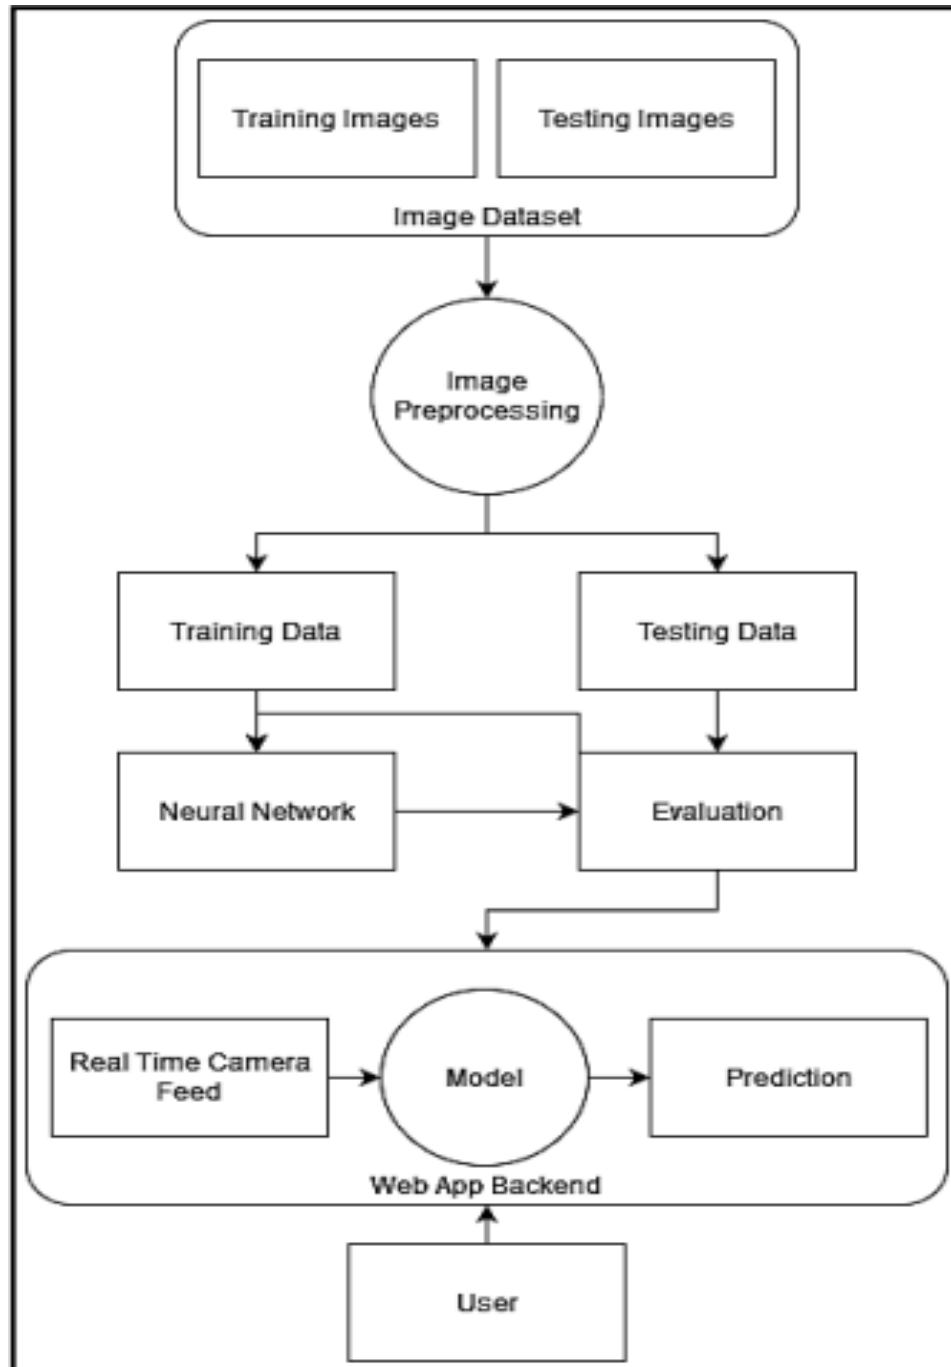 Training Images
Testing Images
Image Dataset
Image
Preprocessing
Training Data
Testing Data
Neural Network
Evaluation
Real Time Camera
Feed
Model
Prediction
Web App Backend
User